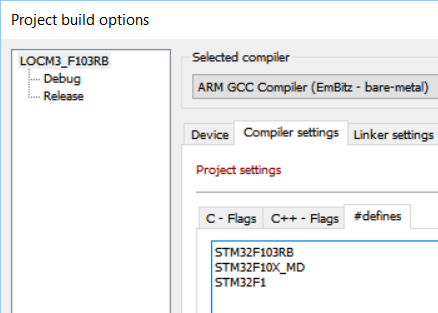 Project build options
LOCM3_F103RB
Debug
Release
Selected compiler
ARM GCC Compiler (EmBitz - bare-metal)
Device
Compiler settings
Linker settings
Project settings
C - Flags
C++ - Flags
#defines
STM32F103RB
STM32F10X_MD
STM32F1